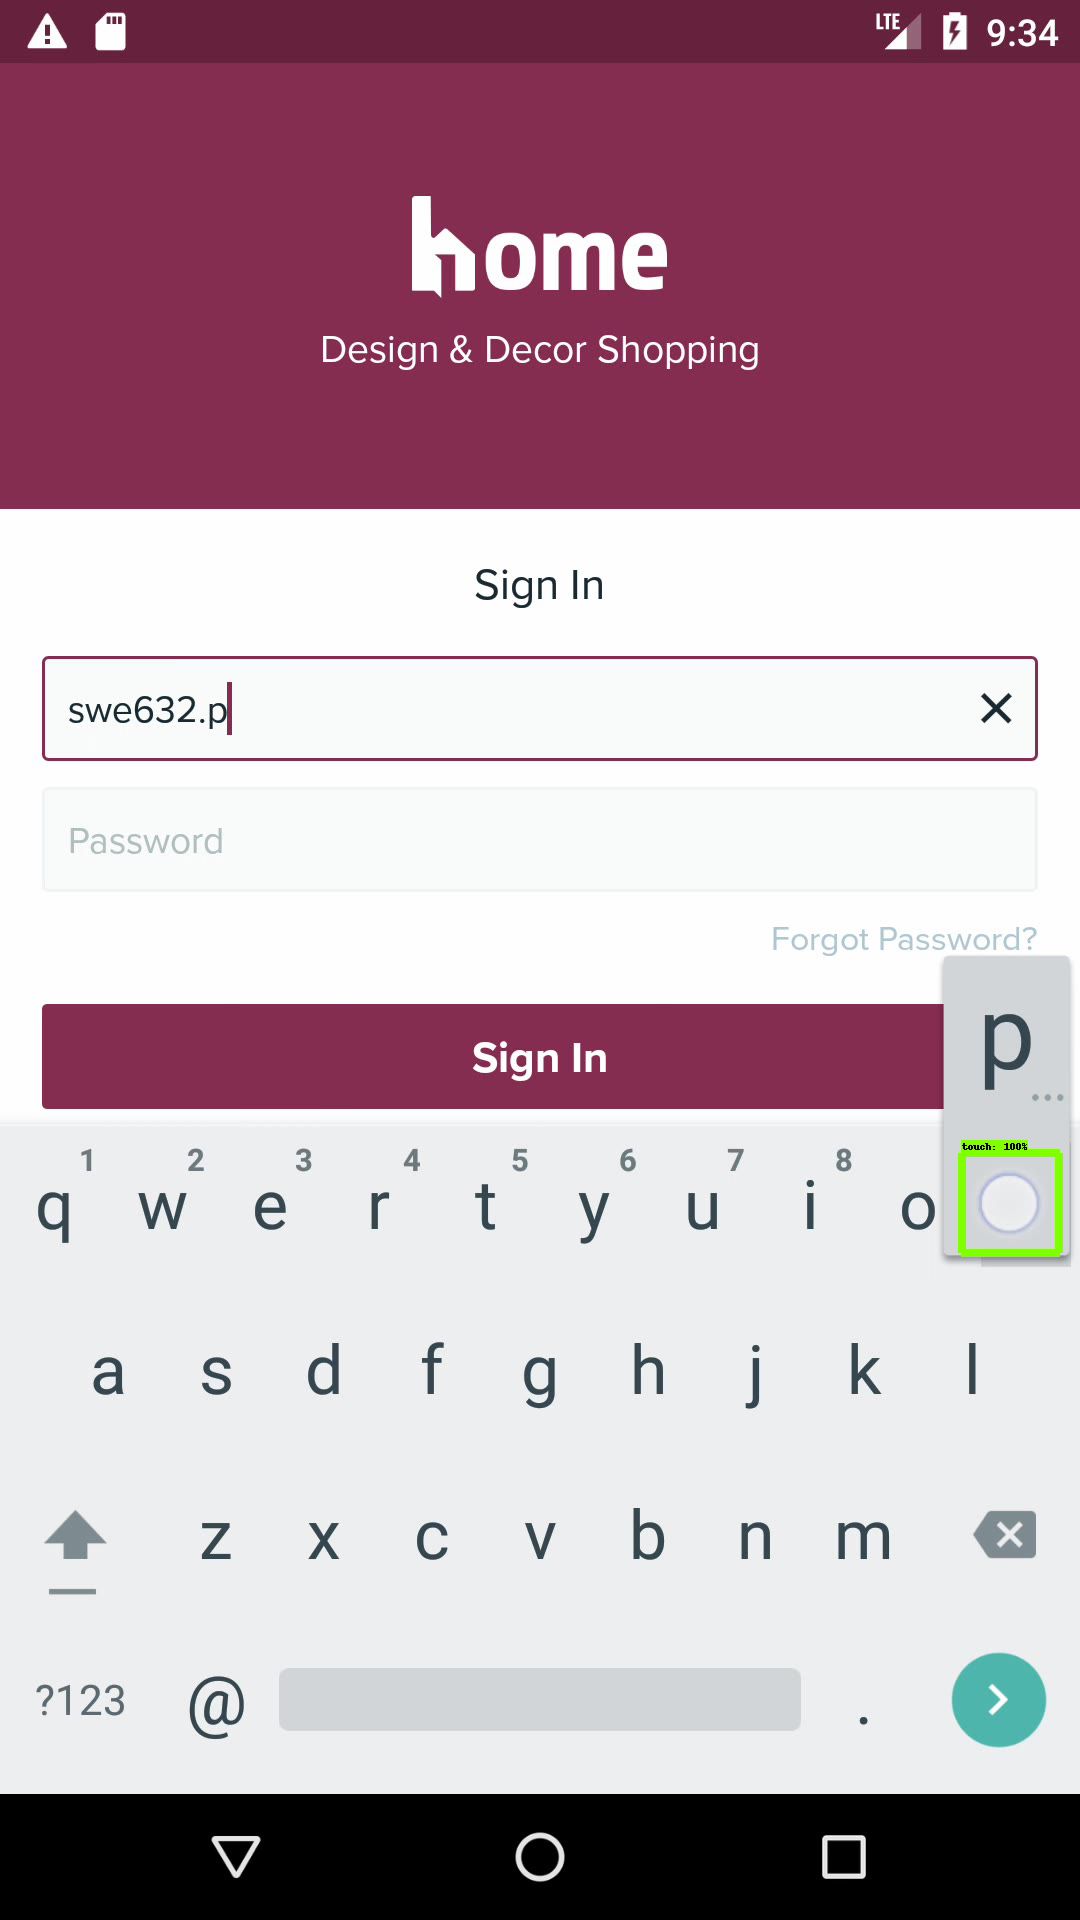 LTE 9:34
home
Design & Decor Shopping
Sign In
swe632.p
Password
Forgot Password?
Sign In
p
...
touch: 100%
1 2 3 4 5 6 7 8
q w e r t y u i o
a s d f g h j k l
z x c v b n m
?123 @ .